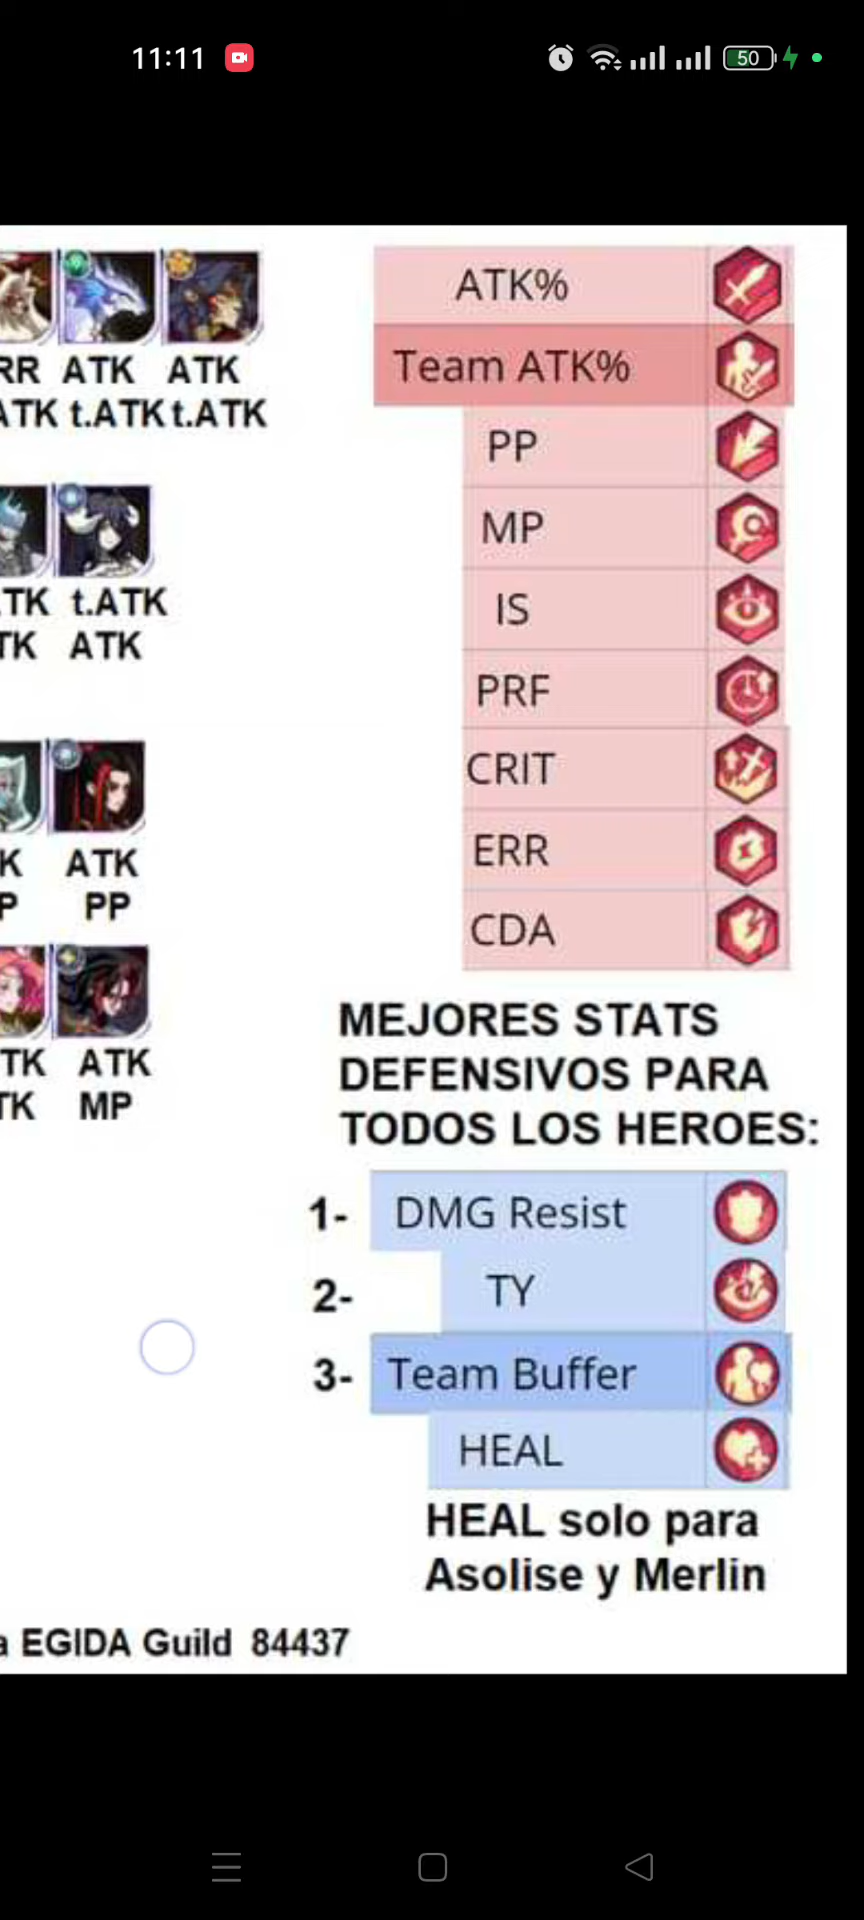 11:11
50
RR ATK ATK
ATK t.ATK t.ATK
TK t.ATK
TK ATK
K ATK
P PP
TK ATK
TK MP
ATK%
Team ATK%
PP
MP
IS
PRF
CRIT
ERR
CDA
MEJORES STATS
DEFENSIVOS PARA
TODOS LOS HEROES:
1- DMG Resist
2- TY
3- Team Buffer
HEAL
HEAL solo para
Asolise y Merlin
a EGIDA Guild 84437